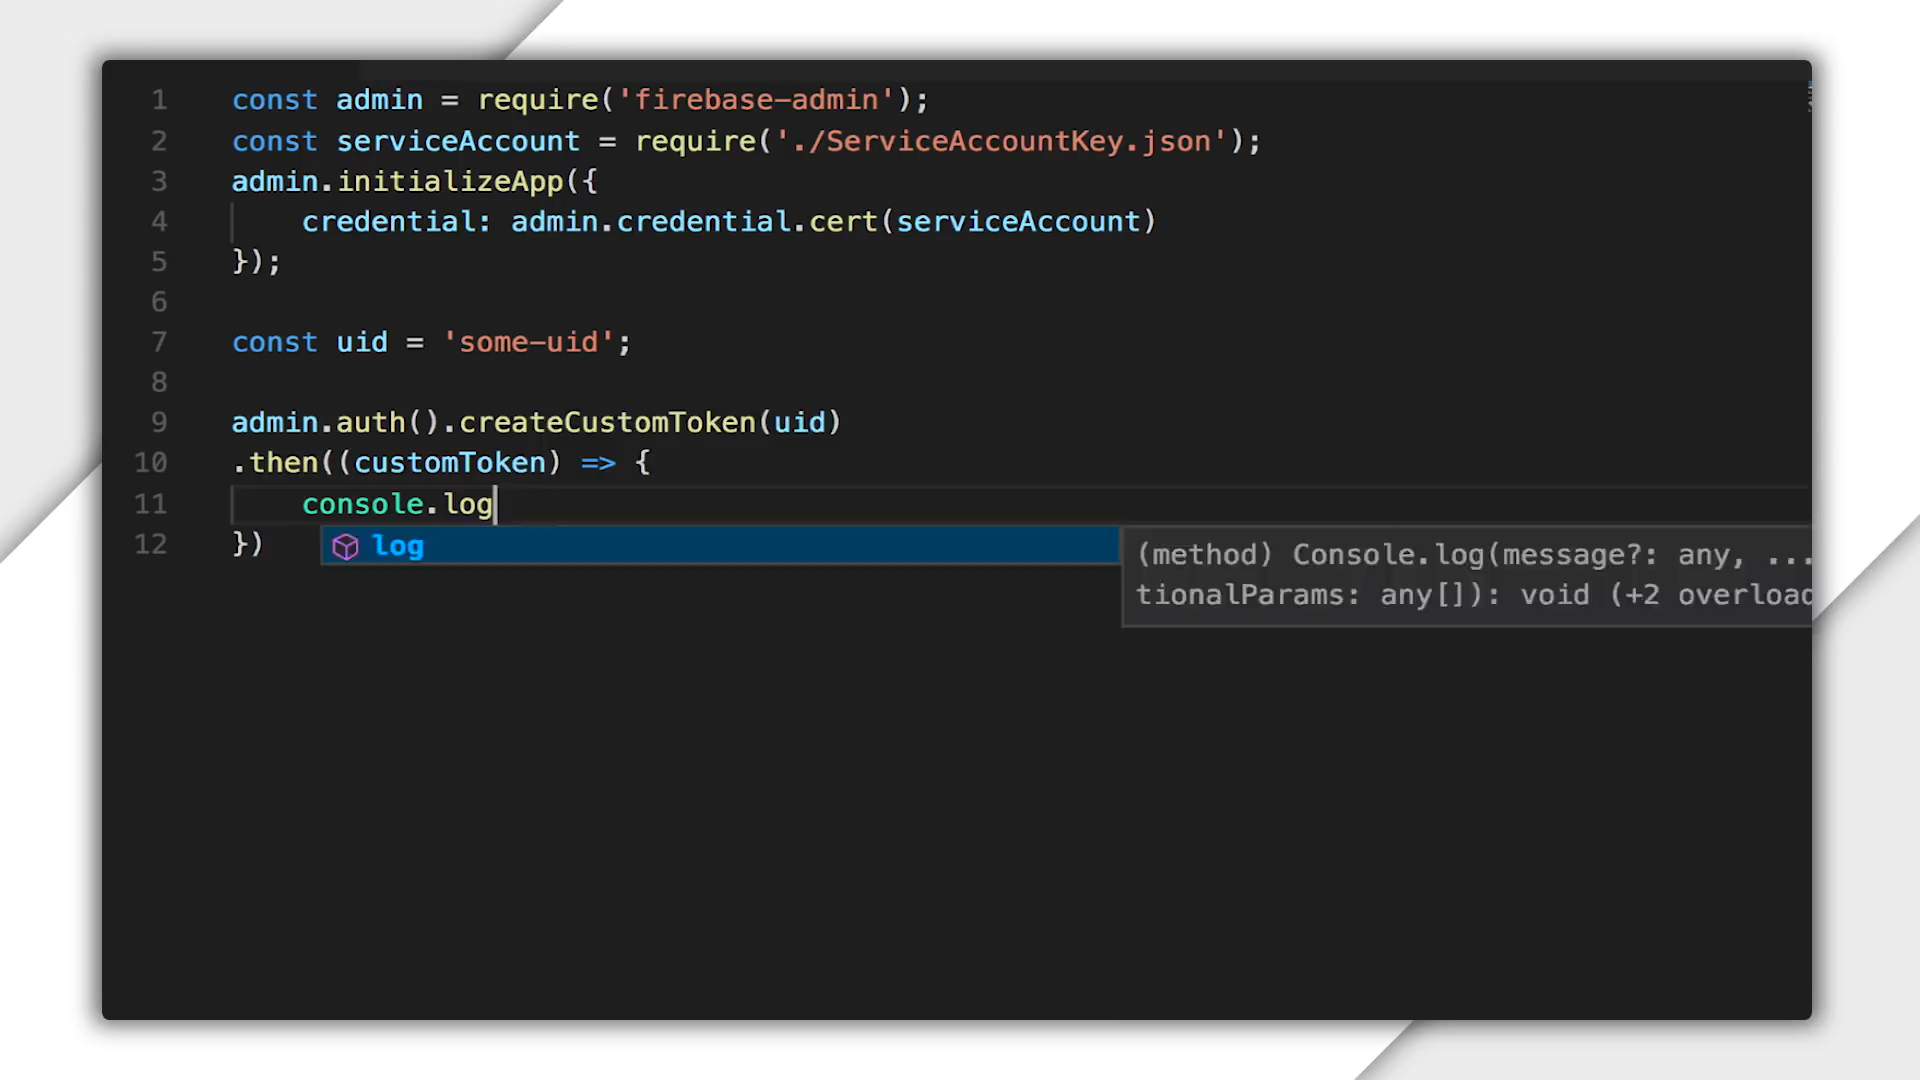 1 const admin = require('firebase-admin');
2 const serviceAccount = require('./ServiceAccountKey.json');
3 admin.initializeApp({
4 credential: admin.credential.cert(serviceAccount)
5 });
6
7 const uid = 'some-uid';
8
9 admin.auth().createCustomToken(uid)
10 .then((customToken) => {
11 console.log
12 })
log
(method) Console.log(message?: any, ...
tionalParams: any[]): void (+2 overload